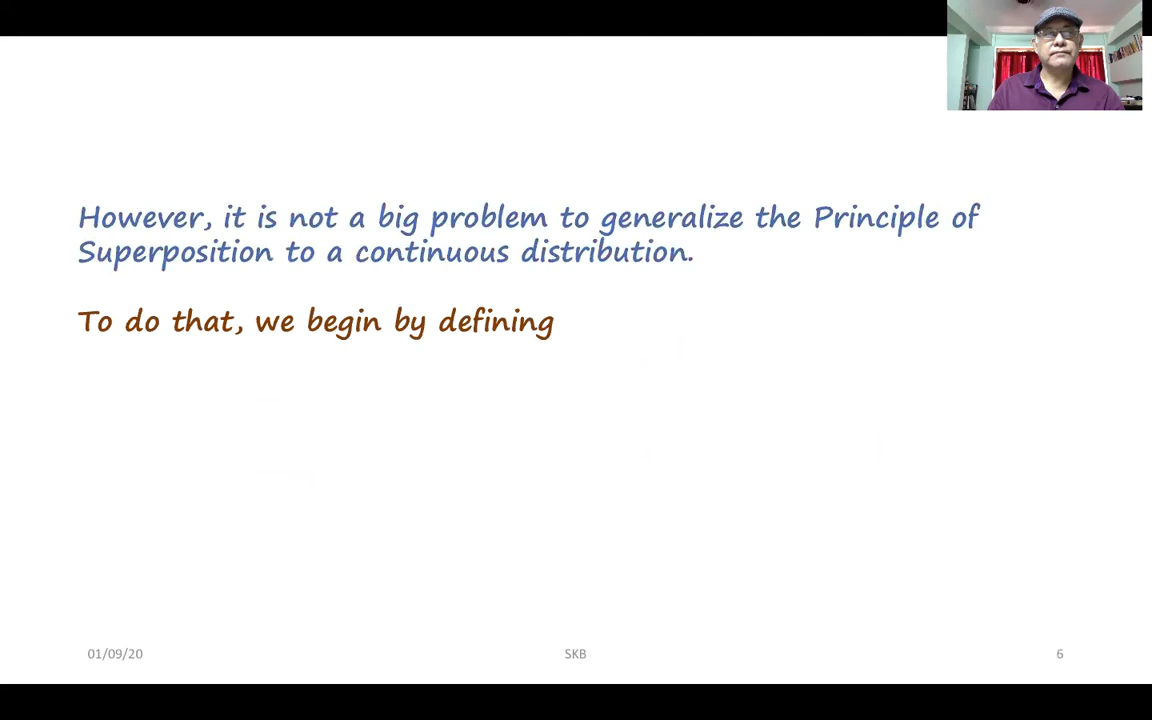 However, it is not a big problem to generalize the Principle of
Superposition to a continuous distribution.
To do that, we begin by defining
01/09/20
SKB
6